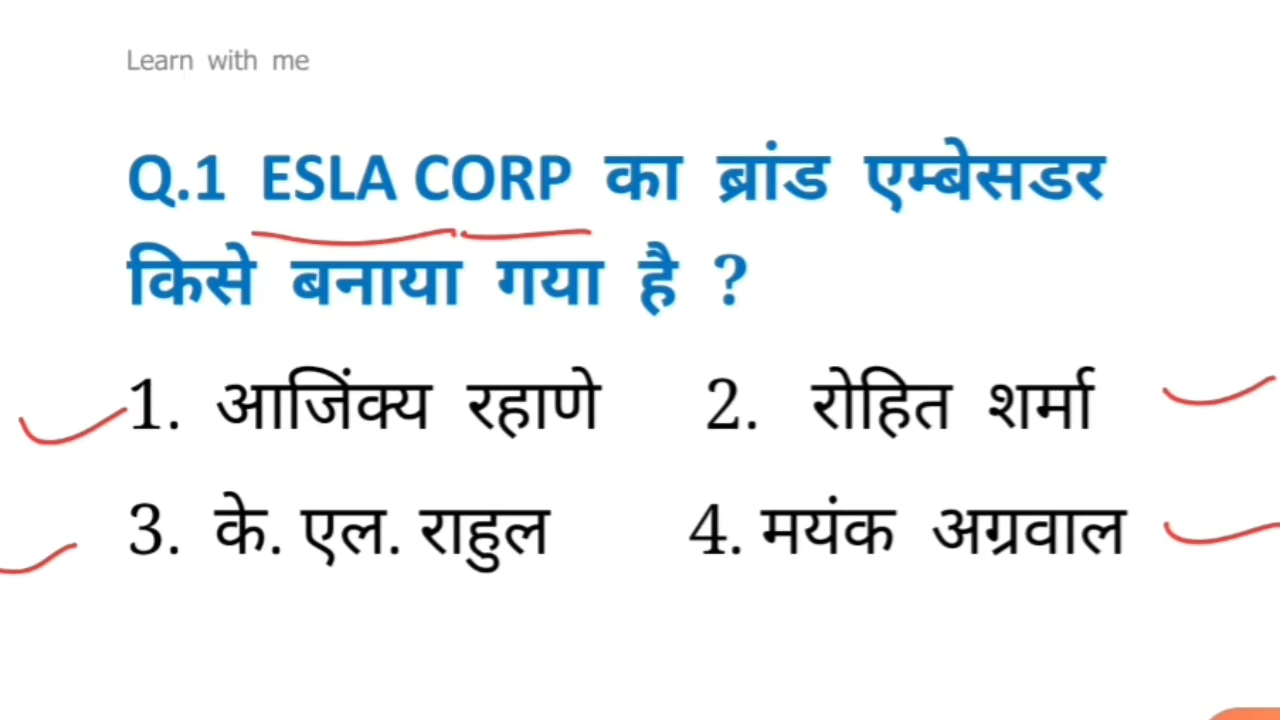 Learn with me
Q.1 ESLA CORP का ब्रांड एम्बेसडर
किसे बनाया गया है ?
1. आजिंक्य रहाणे 2. रोहित शर्मा
3. के. एल. राहुल 4. मयंक अग्रवाल